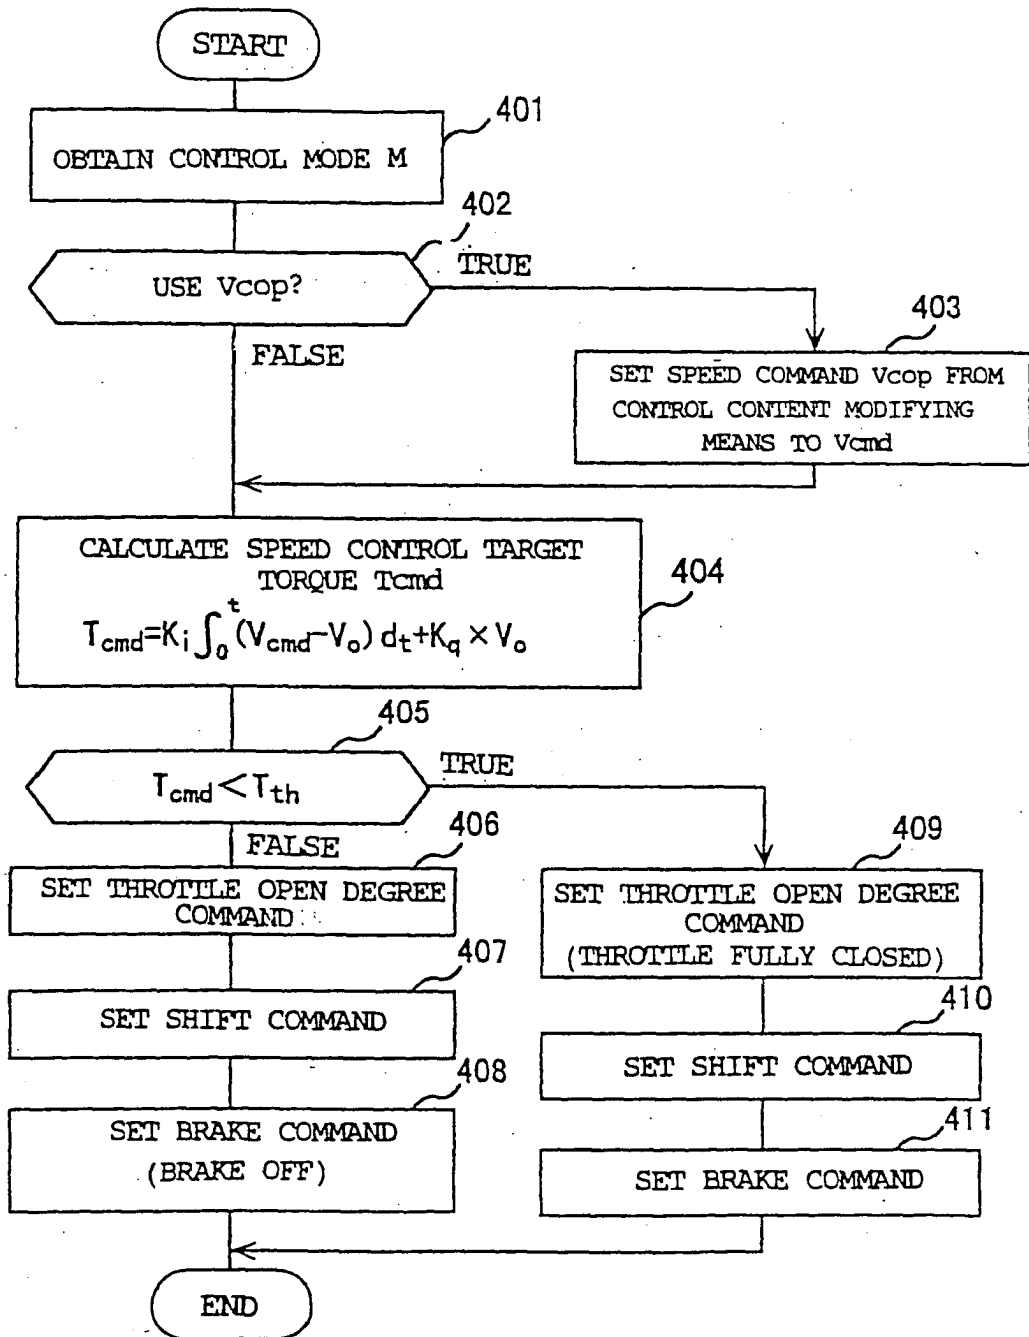 START
401
OBTAIN CONTROL MODE M
402
USE Vcop?
TRUE
FALSE
403
SET SPEED COMMAND Vcop FROM
CONTROL CONTENT MODIFYING
MEANS TO Vcmd
CALCULATE SPEED CONTROL TARGET
TORQUE Tcmd
404
Tcmd=Ki∫₀ᵗ(Vcmd-Vo)dt+Kq×Vo
405
Tcmd<Tth
TRUE
FALSE
406
SET THROTTLE OPEN DEGREE
COMMAND
407
SET SHIFT COMMAND
408
SET BRAKE COMMAND
(BRAKE OFF)
409
SET THROTTLE OPEN DEGREE
COMMAND
(THROTTLE FULLY CLOSED)
410
SET SHIFT COMMAND
411
SET BRAKE COMMAND
END